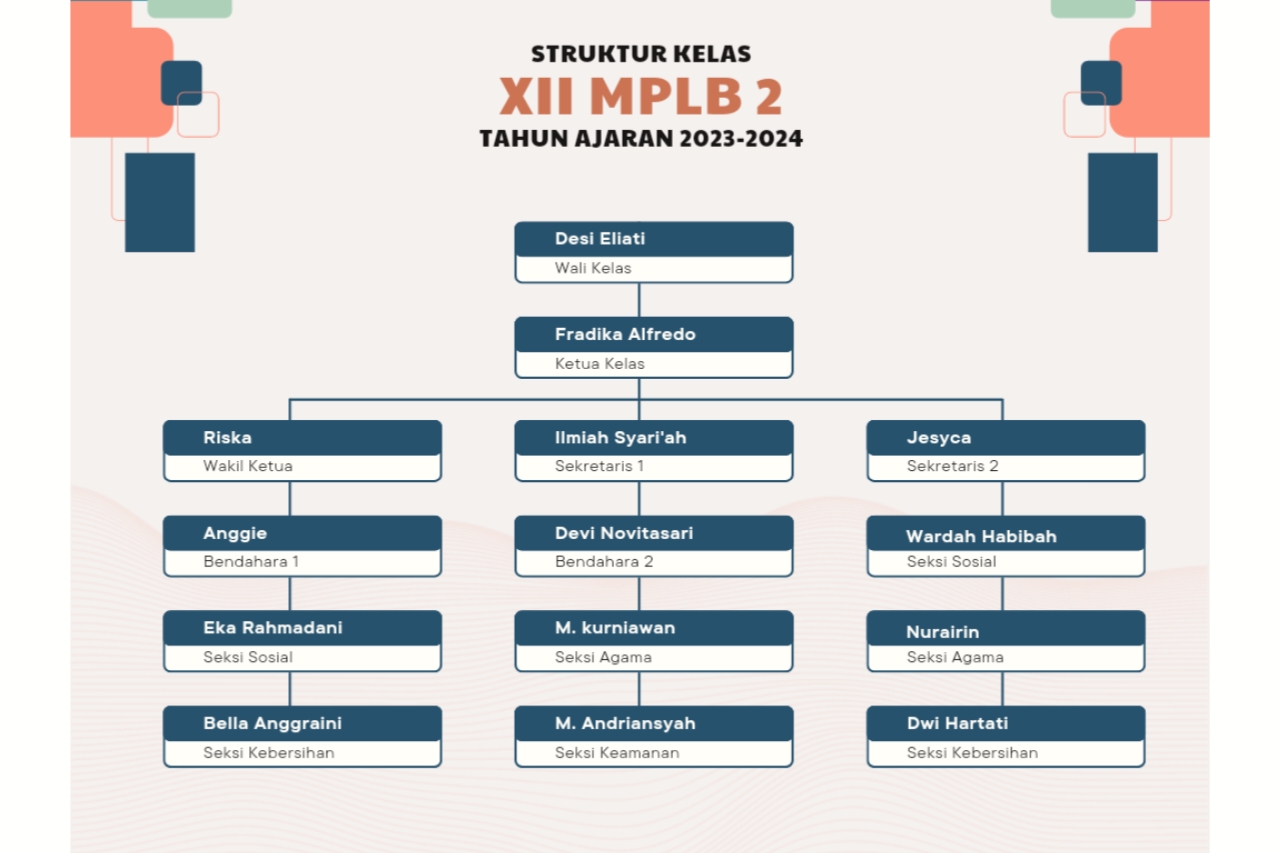 STRUKTUR KELAS
XII MPLB 2
TAHUN AJARAN 2023-2024
Desi Eliati
Wali Kelas
Fradika Alfredo
Ketua Kelas
Riska
Wakil Ketua
Ilmiah Syari'ah
Sekretaris 1
Jesyca
Sekretaris 2
Anggie
Bendahara 1
Devi Novitasari
Bendahara 2
Wardah Habibah
Seksi Sosial
Eka Rahmadani
Seksi Sosial
M. kurniawan
Seksi Agama
Nurairin
Seksi Agama
Bella Anggraini
Seksi Kebersihan
M. Andriansyah
Seksi Keamanan
Dwi Hartati
Seksi Kebersihan